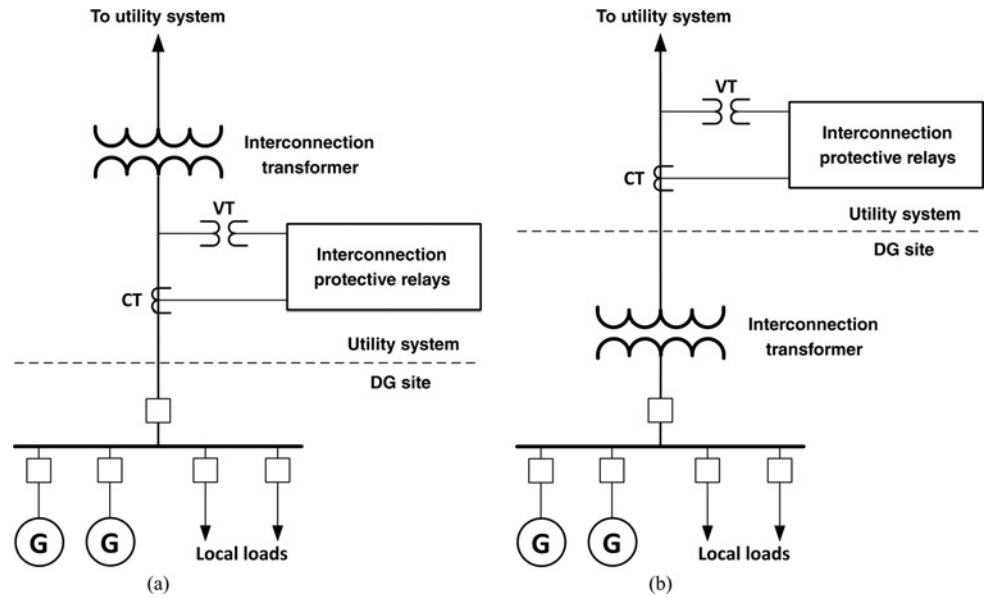 To utility system
Interconnection
transformer
VT
Interconnection
protective relays
CT
Utility system
DG site
G
G
Local loads
(a)
To utility system
VT
Interconnection
protective relays
CT
Utility system
DG site
Interconnection
transformer
G
G
Local loads
(b)